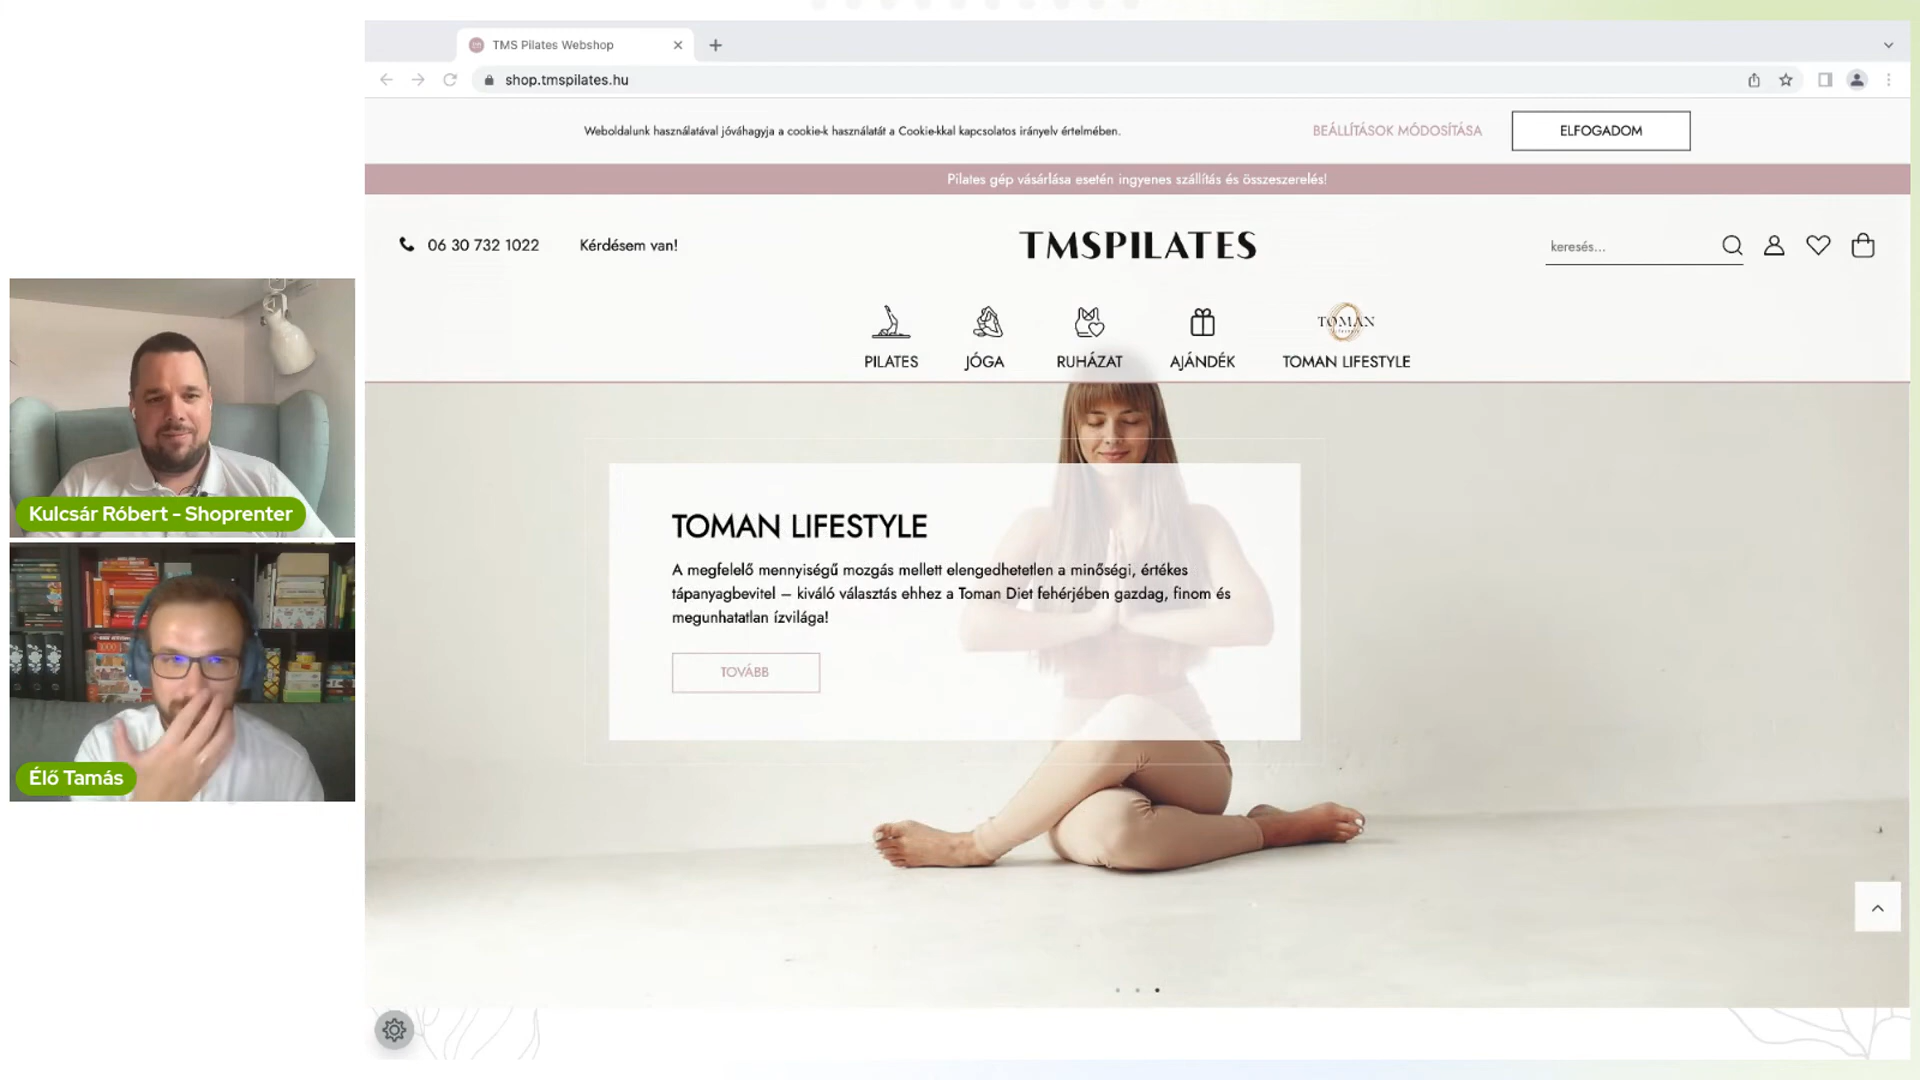 TMS Pilates Webshop
shop.tmspilates.hu
Weboldalunk használatával jóváhagyja a cookie-k használatát a Cookie-kkal kapcsolatos irányelv értelmében.
BEÁLLÍTÁSOK MÓDOSÍTÁSA
ELFOGADOM
Pilates gép vásárlása esetén ingyenes szállítás és összeszerelés!
06 30 732 1022
Kérdésem van!
TMSPILATES
keresés...
TOMAN
PILATES
JÓGA
RUHÁZAT
AJÁNDÉK
TOMAN LIFESTYLE
TOMAN LIFESTYLE
A megfelelő mennyiségű mozgás mellett elengedhetetlen a minőségi, értékes
tápanyagbevitel – kiváló választás ehhez a Toman Diet fehérjében gazdag, finom és
megunhatatlan ízvilága!
TOVÁBB
Kulcsár Róbert - Shoprenter
Élő Tamás